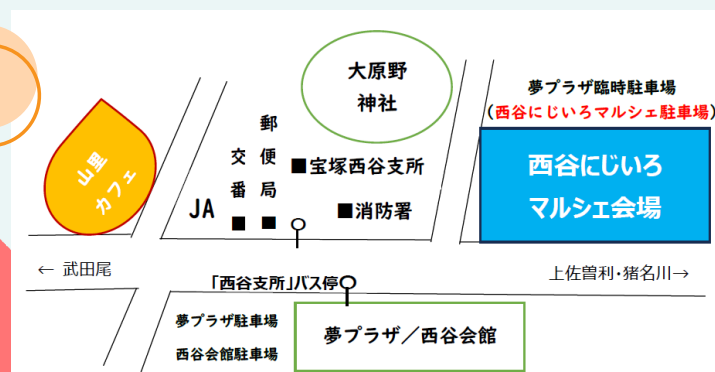 大原野
神社
夢プラザ臨時駐車場
(西谷にじいろマルシェ駐車場)
山里
カフェ
JA
交番
■
郵便局
■
■宝塚西谷支所
■消防署
西谷にじいろ
マルシェ会場
← 武田尾
上佐曽利・猪名川→
「西谷支所」バス停
夢プラザ駐車場
西谷会館駐車場
夢プラザ／西谷会館